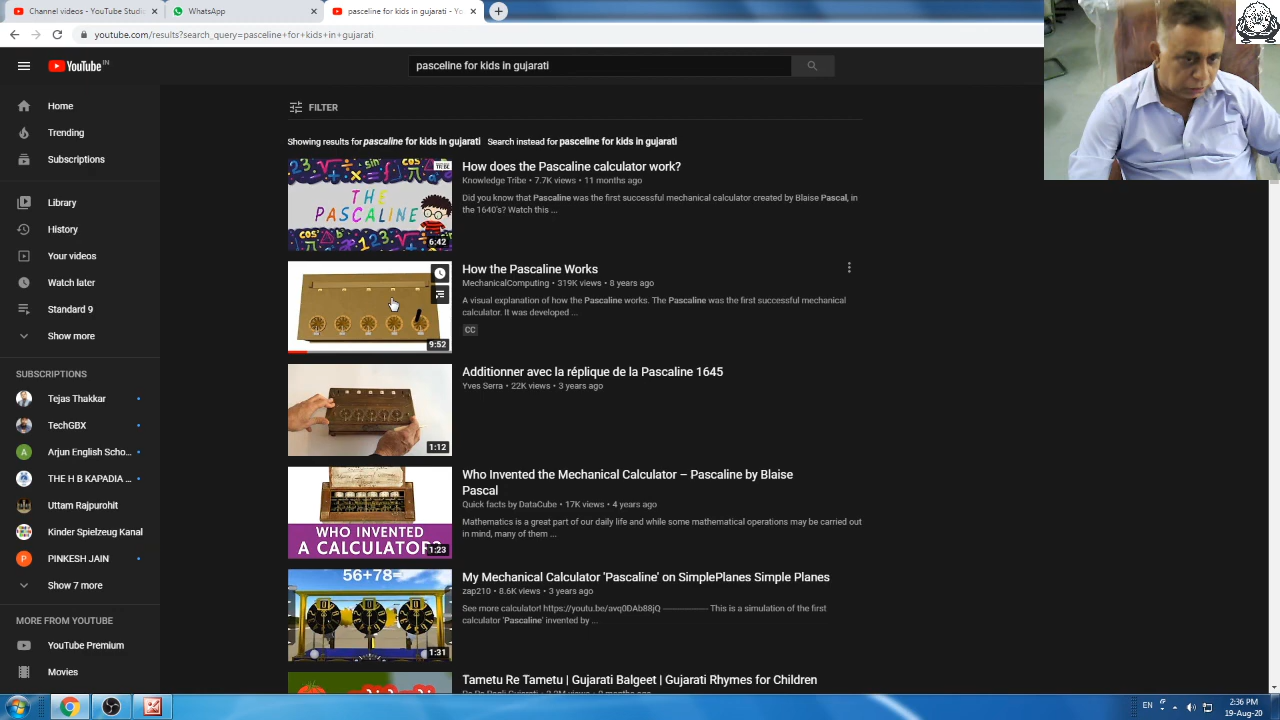 YouTube Studi
WhatsApp
pascaline for kids in gujarati - Yo
youtube.com/results?search_query=pasceline+for+kids+in+gujarati
YouTube IN
pasceline for kids in gujarati
Home
Trending
Subscriptions
Library
History
Your videos
Watch later
Standard 9
Show more
SUBSCRIPTIONS
Tejas Thakkar
TechGBX
A
Arjun English Scho...
THE H B KAPADIA ...
Uttam Rajpurohit
Kinder Spielzeug Kanal
P
PINKESH JAIN
Show 7 more
MORE FROM YOUTUBE
YouTube Premium
Movies
FILTER
Showing results for pascaline for kids in gujarati Search instead for pasceline for kids in gujarati
THE
PASCALINE
6:42
How does the Pascaline calculator work?
Knowledge Tribe • 7.7K views • 11 months ago
Did you know that Pascaline was the first successful mechanical calculator created by Blaise Pascal, in
the 1640's? Watch this ...
9:52
How the Pascaline Works
MechanicalComputing • 319K views • 8 years ago
A visual explanation of how the Pascaline works. The Pascaline was the first successful mechanical
calculator. It was developed ...
CC
1:12
Additionner avec la réplique de la Pascaline 1645
Yves Serra • 22K views • 3 years ago
WHO INVENTED
A CALCULATOR?
1:23
Who Invented the Mechanical Calculator – Pascaline by Blaise
Pascal
Quick facts by DataCube • 17K views • 4 years ago
Mathematics is a great part of our daily life and while some mathematical operations may be carried out
in mind, many of them ...
56+78=
1:31
My Mechanical Calculator 'Pascaline' on SimplePlanes Simple Planes
zap210 • 8.6K views • 3 years ago
See more calculator! https://youtu.be/avq0DAb88jQ ---------------- This is a simulation of the first
calculator 'Pascaline' invented by ...
Tametu Re Tametu | Gujarati Balgeet | Gujarati Rhymes for Children
EN
2:36 PM
19-Aug-20